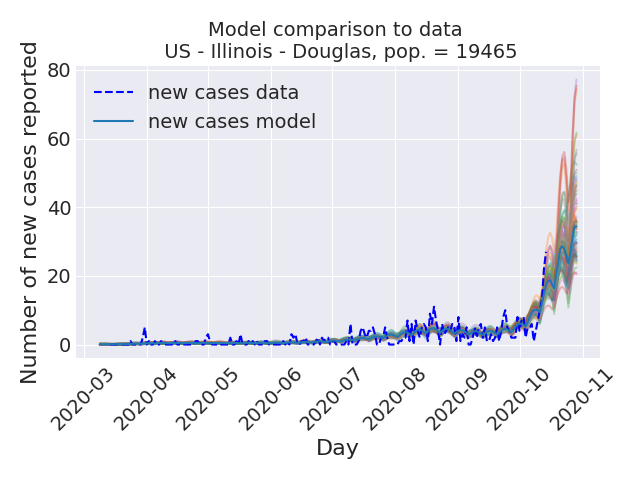 Model comparison to data
US - Illinois - Douglas, pop. = 19465
Number of new cases reported
80
60
40
20
0
new cases data
new cases model
2020-03
2020-04
2020-05
2020-06
2020-07
2020-08
2020-09
2020-10
2020-11
Day